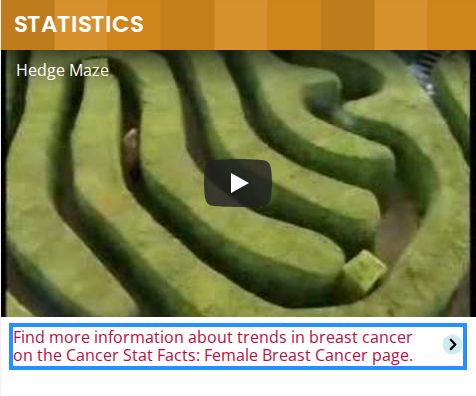 STATISTICS
Hedge Maze
Find more information about trends in breast cancer
on the Cancer Stat Facts: Female Breast Cancer page.